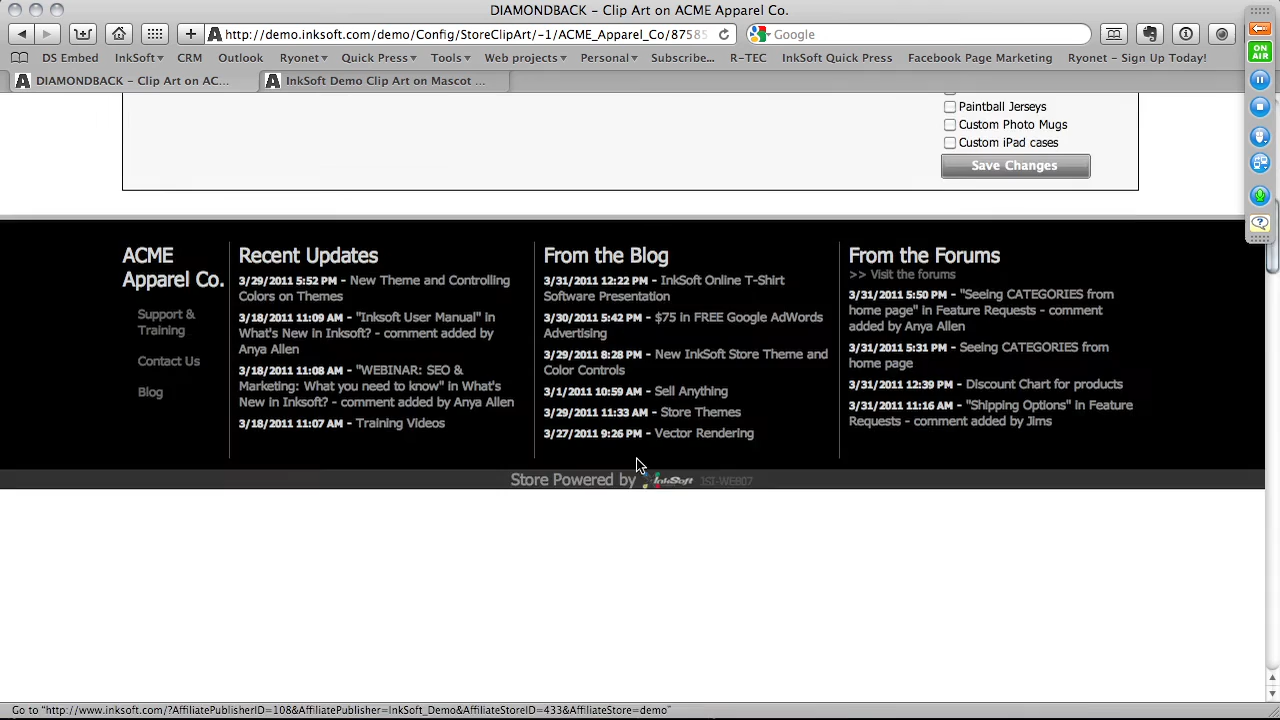 DIAMONDBACK - Clip Art on ACME Apparel Co.
http://demo.inksoft.com/demo/Config/StoreClipArt/-1/ACME_Apparel_Co/87585
Google
DS Embed InkSoft CRM Outlook Ryonet Quick Press Tools Web projects Personal Subscribe... R-TEC InkSoft Quick Press Facebook Page Marketing Ryonet - Sign Up Today!
DIAMONDBACK - Clip Art on AC...
InkSoft Demo Clip Art on Mascot ...
ON
AIR
Paintball Jerseys
Custom Photo Mugs
Custom iPad cases
Save Changes
ACME
Apparel Co.
Support &
Training
Contact Us
Blog
Recent Updates
3/29/2011 5:52 PM - New Theme and Controlling
Colors on Themes
3/18/2011 11:09 AM - "Inksoft User Manual" in
What's New in Inksoft? - comment added by
Anya Allen
3/18/2011 11:08 AM - "WEBINAR: SEO &
Marketing: What you need to know" in What's
New in Inksoft? - comment added by Anya Allen
3/18/2011 11:07 AM - Training Videos
From the Blog
3/31/2011 12:22 PM - InkSoft Online T-Shirt
Software Presentation
3/30/2011 5:42 PM - $75 in FREE Google AdWords
Advertising
3/29/2011 8:28 PM - New InkSoft Store Theme and
Color Controls
3/1/2011 10:59 AM - Sell Anything
3/29/2011 11:33 AM - Store Themes
3/27/2011 9:26 PM - Vector Rendering
From the Forums
>> Visit the forums
3/31/2011 5:50 PM - "Seeing CATEGORIES from
home page" in Feature Requests - comment
added by Anya Allen
3/31/2011 5:31 PM - Seeing CATEGORIES from
home page
3/31/2011 12:39 PM - Discount Chart for products
3/31/2011 11:16 AM - "Shipping Options" in Feature
Requests - comment added by Jims
Store Powered by InkSoft ISI-WEB07
Go to "http://www.inksoft.com/?AffiliatePublisherID=108&AffiliatePublisher=InkSoft_Demo&AffiliateStoreID=433&AffiliateStore=demo"